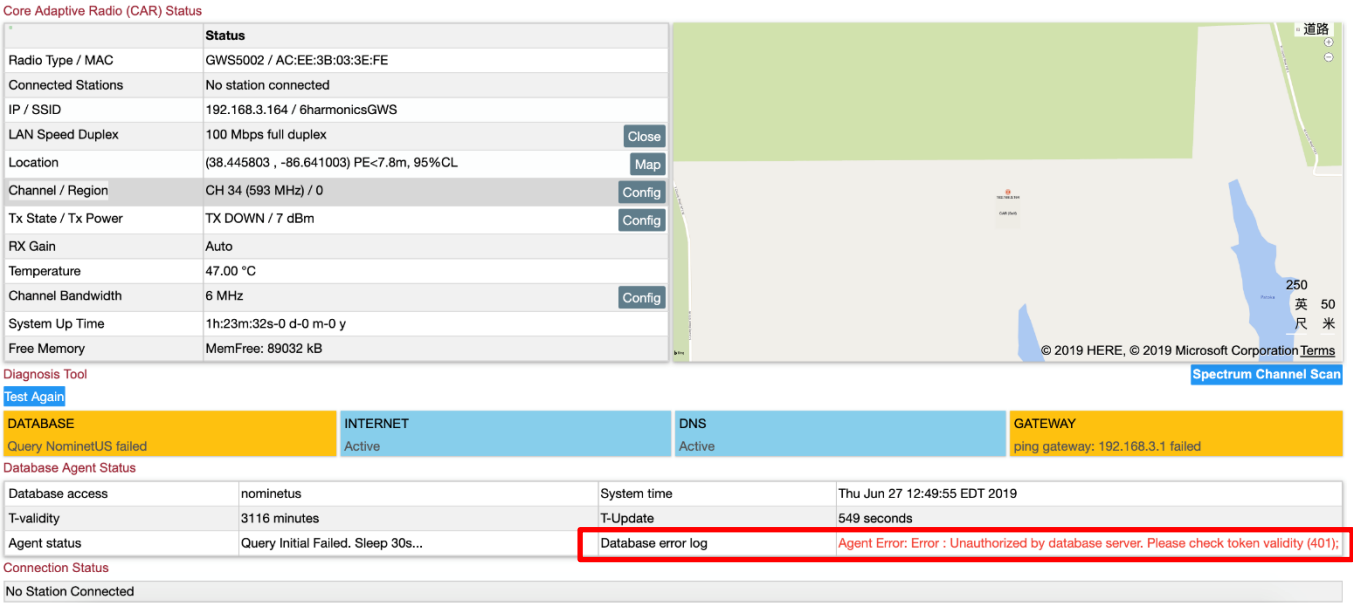 Core Adaptive Radio (CAR) Status
Status
Radio Type / MAC GWS5002 / AC:EE:3B:03:3E:FE
Connected Stations No station connected
IP / SSID 192.168.3.164 / 6harmonicsGWS
LAN Speed Duplex 100 Mbps full duplex Close
Location (38.445803 , -86.641003) PE<7.8m, 95%CL Map
Channel / Region CH 34 (593 MHz) / 0 Config
Tx State / Tx Power TX DOWN / 7 dBm Config
RX Gain Auto
Temperature 47.00 °C
Channel Bandwidth 6 MHz Config
System Up Time 1h:23m:32s-0 d-0 m-0 y
Free Memory MemFree: 89032 kB
道路
250
英 50
尺 米
© 2019 HERE, © 2019 Microsoft Corporation Terms
Diagnosis Tool
Spectrum Channel Scan
Test Again
DATABASE INTERNET DNS GATEWAY
Query NominetUS failed Active Active ping gateway: 192.168.3.1 failed
Database Agent Status
Database access nominetus System time Thu Jun 27 12:49:55 EDT 2019
T-validity 3116 minutes T-Update 549 seconds
Agent status Query Initial Failed. Sleep 30s... Database error log Agent Error: Error : Unauthorized by database server. Please check token validity (401);
Connection Status
No Station Connected